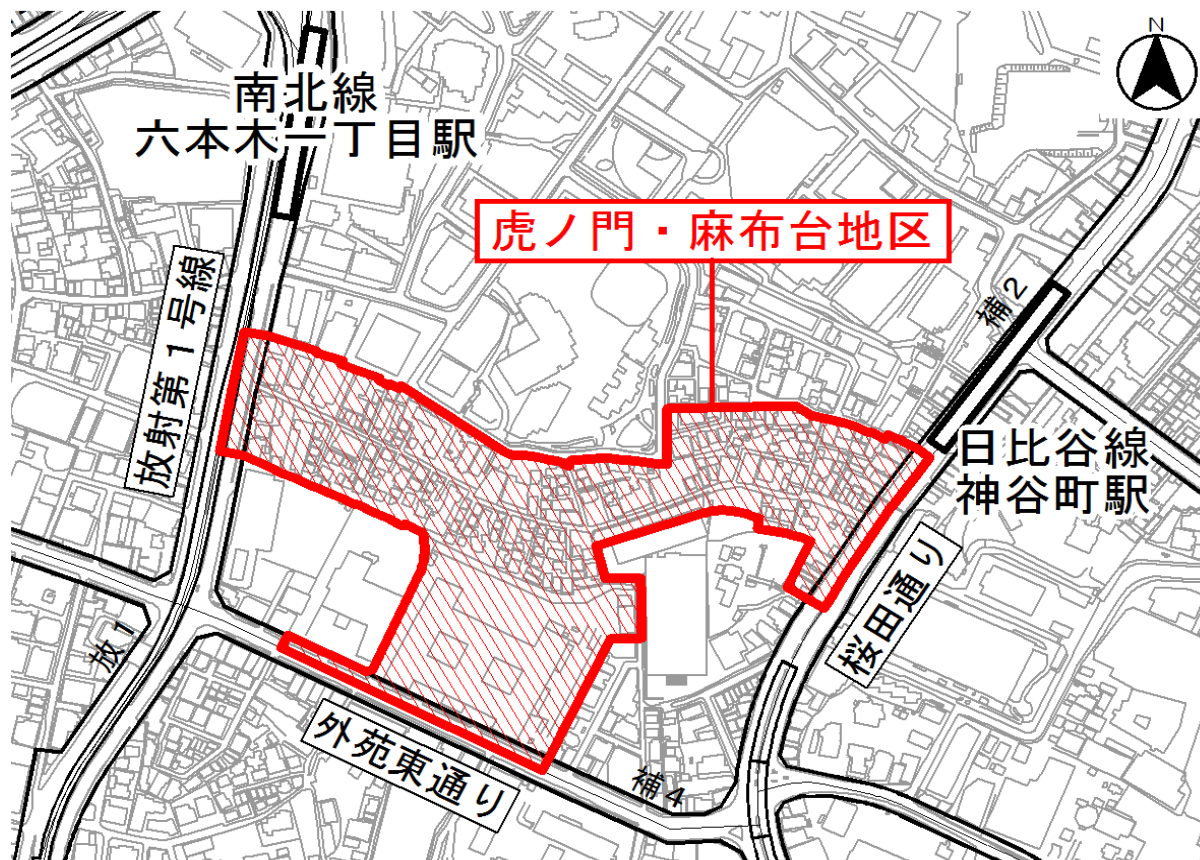 N
南北線
六本木一丁目駅
虎ノ門・麻布台地区
放射第1号線
補2
日比谷線
神谷町駅
桜田通り
放1
外苑東通り
補4